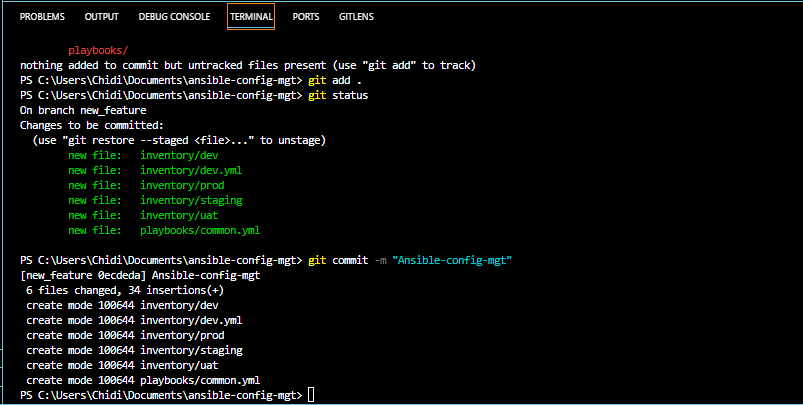 PROBLEMS OUTPUT DEBUG CONSOLE TERMINAL PORTS GITLENS
playbooks/
nothing added to commit but untracked files present (use "git add" to track)
PS C:\Users\Chidi\Documents\ansible-config-mgt> git add .
PS C:\Users\Chidi\Documents\ansible-config-mgt> git status
On branch new_feature
Changes to be committed:
  (use "git restore --staged <file>..." to unstage)
        new file:   inventory/dev
        new file:   inventory/dev.yml
        new file:   inventory/prod
        new file:   inventory/staging
        new file:   inventory/uat
        new file:   playbooks/common.yml
PS C:\Users\Chidi\Documents\ansible-config-mgt> git commit -m "Ansible-config-mgt"
[new_feature 0ecdeda] Ansible-config-mgt
 6 files changed, 34 insertions(+)
 create mode 100644 inventory/dev
 create mode 100644 inventory/dev.yml
 create mode 100644 inventory/prod
 create mode 100644 inventory/staging
 create mode 100644 inventory/uat
 create mode 100644 playbooks/common.yml
PS C:\Users\Chidi\Documents\ansible-config-mgt>